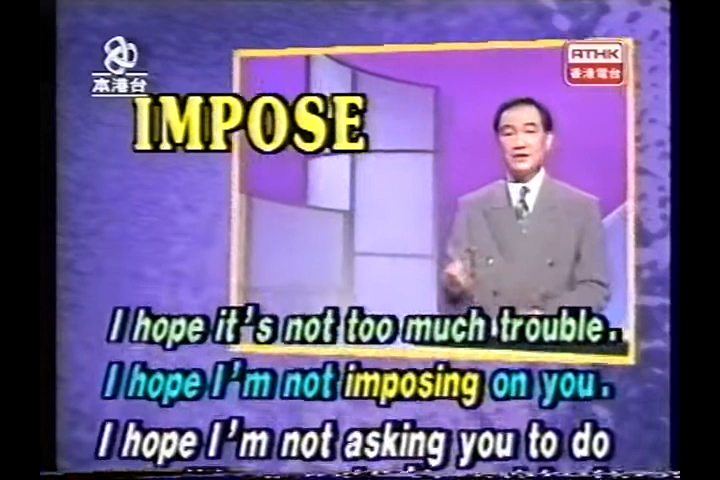 本港台
RTHK
香港電台
IMPOSE
I hope it's not too much trouble.
I hope I'm not imposing on you.
I hope I'm not asking you to do